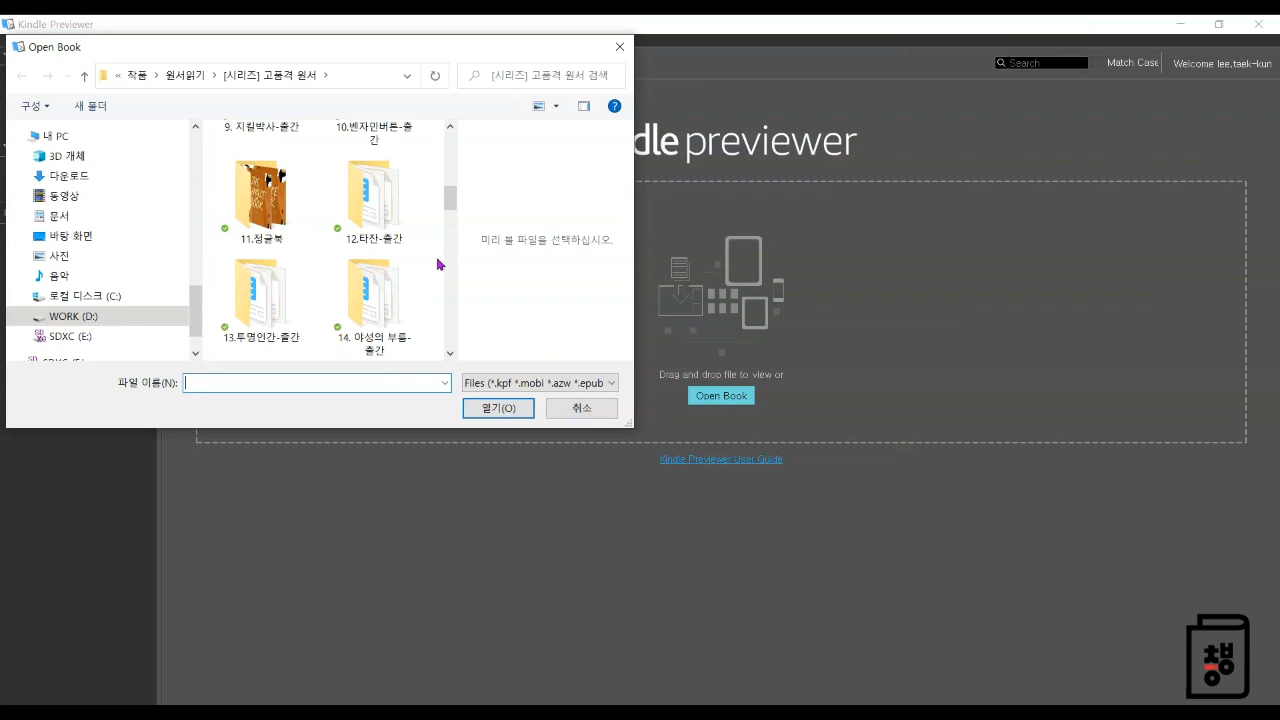 Kindle Previewer
Open Book
« 작품 › 원서읽기 › [시리즈] 고품격 원서 ›
[시리즈] 고품격 원서 검색
구성
새 폴더
내 PC
3D 개체
다운로드
동영상
문서
바탕 화면
사진
음악
로컬 디스크 (C:)
WORK (D:)
SDXC (E:)
9. 지킬박사-출간
10.벤자민버튼-출
간
11.정글북
12.타잔-출간
13.투명인간-출간
14. 야성의 부름-
출간
미리 볼 파일을 선택하십시오.
파일 이름(N):
Files (*.kpf *.mobi *.azw *.epub
열기(O)
취소
Search
Match Case
Welcome lee.taek-kun
dle previewer
Drag and drop file to view or
Open Book
Kindle Previewer User Guide
챙